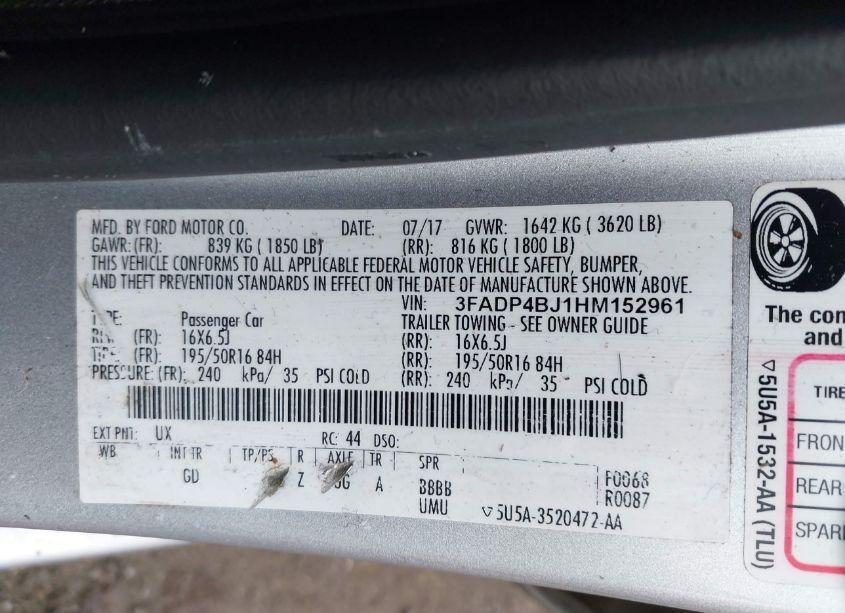 MFD. BY FORD MOTOR CO. DATE: 07/17 GVWR: 1642 KG ( 3620 LB)
GAWR: (FR): 839 KG ( 1850 LB) (RR): 816 KG ( 1800 LB)
THIS VEHICLE CONFORMS TO ALL APPLICABLE FEDERAL MOTOR VEHICLE SAFETY, BUMPER,
AND THEFT PREVENTION STANDARDS IN EFFECT ON THE DATE OF MANUFACTURE SHOWN ABOVE.
VIN: 3FADP4BJ1HM152961
TYPE: Passenger Car TRAILER TOWING - SEE OWNER GUIDE
RIM (FR): 16X6.5J (RR): 16X6.5J
TIRE (FR): 195/50R16 84H (RR): 195/50R16 84H
PRESSURE: (FR): 240 kPa/ 35 PSI COLD (RR): 240 kPa/ 35 PSI COLD
EXT PNT: UX RC: 44 DSO:
WB INT TR TP/PS R AXLE TR SPR
GD Z A BBBB F0068
UMU R0087
▽5U5A-3520472-AA
The con
and
▽5U5A-1532-AA (TLU)
TIRE
FRON
REAR
SPAR